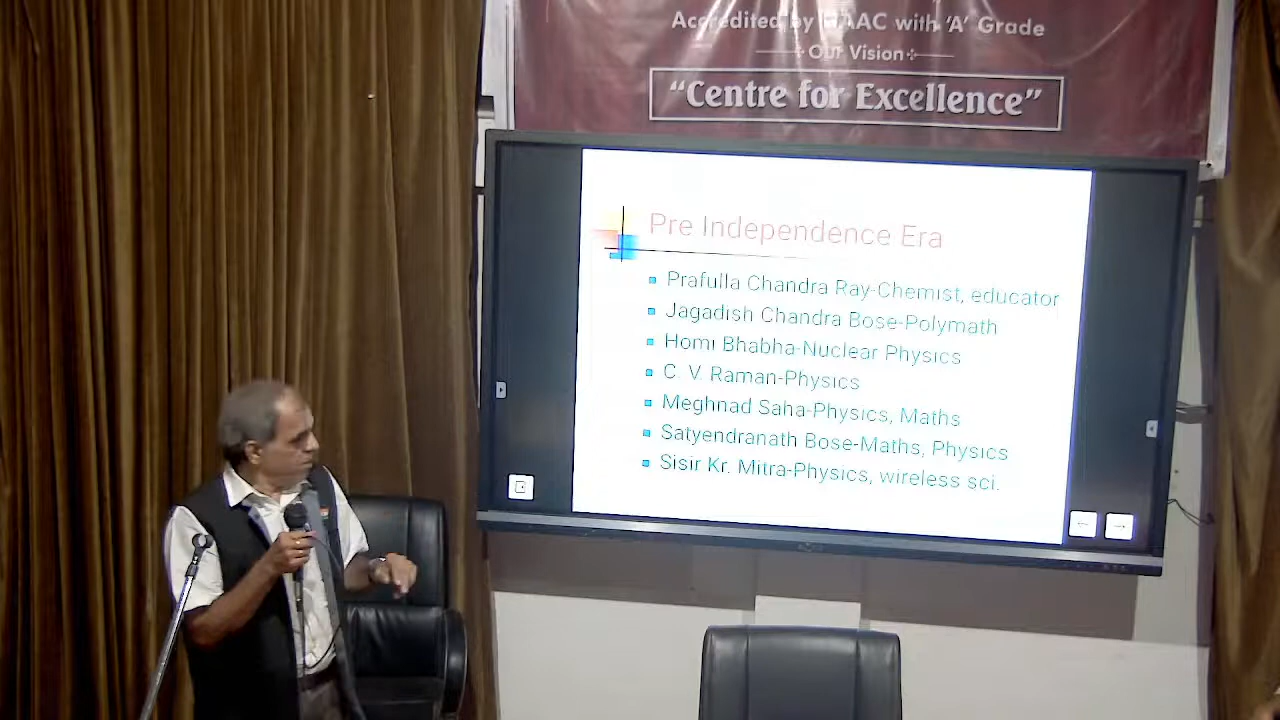 Accredited by NAAC with 'A' Grade
Our Vision
"Centre for Excellence"
Pre Independence Era
Prafulla Chandra Ray-Chemist, educator
Jagadish Chandra Bose-Polymath
Homi Bhabha-Nuclear Physics
C. V. Raman-Physics
Meghnad Saha-Physics, Maths
Satyendranath Bose-Maths, Physics
Sisir Kr. Mitra-Physics, wireless sci.